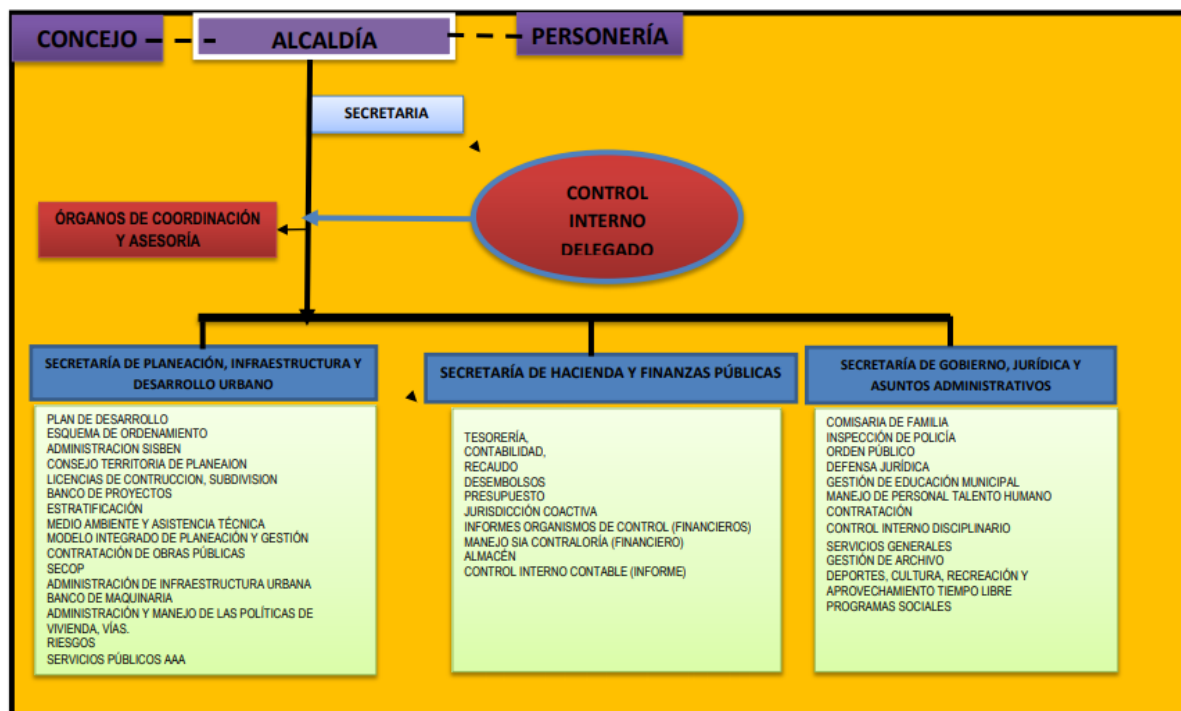 CONCEJO
ALCALDÍA
PERSONERÍA
SECRETARIA
CONTROL
INTERNO
DELEGADO
ÓRGANOS DE COORDINACIÓN
Y ASESORÍA
SECRETARÍA DE PLANEACIÓN, INFRAESTRUCTURA Y
DESARROLLO URBANO
PLAN DE DESARROLLO
ESQUEMA DE ORDENAMIENTO
ADMINISTRACION SISBEN
CONSEJO TERRITORIA DE PLANEAION
LICENCIAS DE CONTRUCCION, SUBDIVISION
BANCO DE PROYECTOS
ESTRATIFICACIÓN
MEDIO AMBIENTE Y ASISTENCIA TÉCNICA
MODELO INTEGRADO DE PLANEACIÓN Y GESTIÓN
CONTRATACIÓN DE OBRAS PÚBLICAS
SECOP
ADMINISTRACIÓN DE INFRAESTRUCTURA URBANA
BANCO DE MAQUINARIA
ADMINISTRACIÓN Y MANEJO DE LAS POLÍTICAS DE
VIVIENDA, VÍAS.
RIESGOS
SERVICIOS PÚBLICOS AAA
SECRETARÍA DE HACIENDA Y FINANZAS PÚBLICAS
TESORERÍA,
CONTABILIDAD,
RECAUDO
DESEMBOLSOS
PRESUPUESTO
JURISDICCIÓN COACTIVA
INFORMES ORGANISMOS DE CONTROL (FINANCIEROS)
MANEJO SIA CONTRALORÍA (FINANCIERO)
ALMACÉN
CONTROL INTERNO CONTABLE (INFORME)
SECRETARÍA DE GOBIERNO, JURÍDICA Y
ASUNTOS ADMINISTRATIVOS
COMISARIA DE FAMILIA
INSPECCIÓN DE POLICÍA
ORDEN PÚBLICO
DEFENSA JURÍDICA
GESTIÓN DE EDUCACIÓN MUNICIPAL
MANEJO DE PERSONAL TALENTO HUMANO
CONTRATACIÓN
CONTROL INTERNO DISCIPLINARIO
SERVICIOS GENERALES
GESTIÓN DE ARCHIVO
DEPORTES, CULTURA, RECREACIÓN Y
APROVECHAMIENTO TIEMPO LIBRE
PROGRAMAS SOCIALES